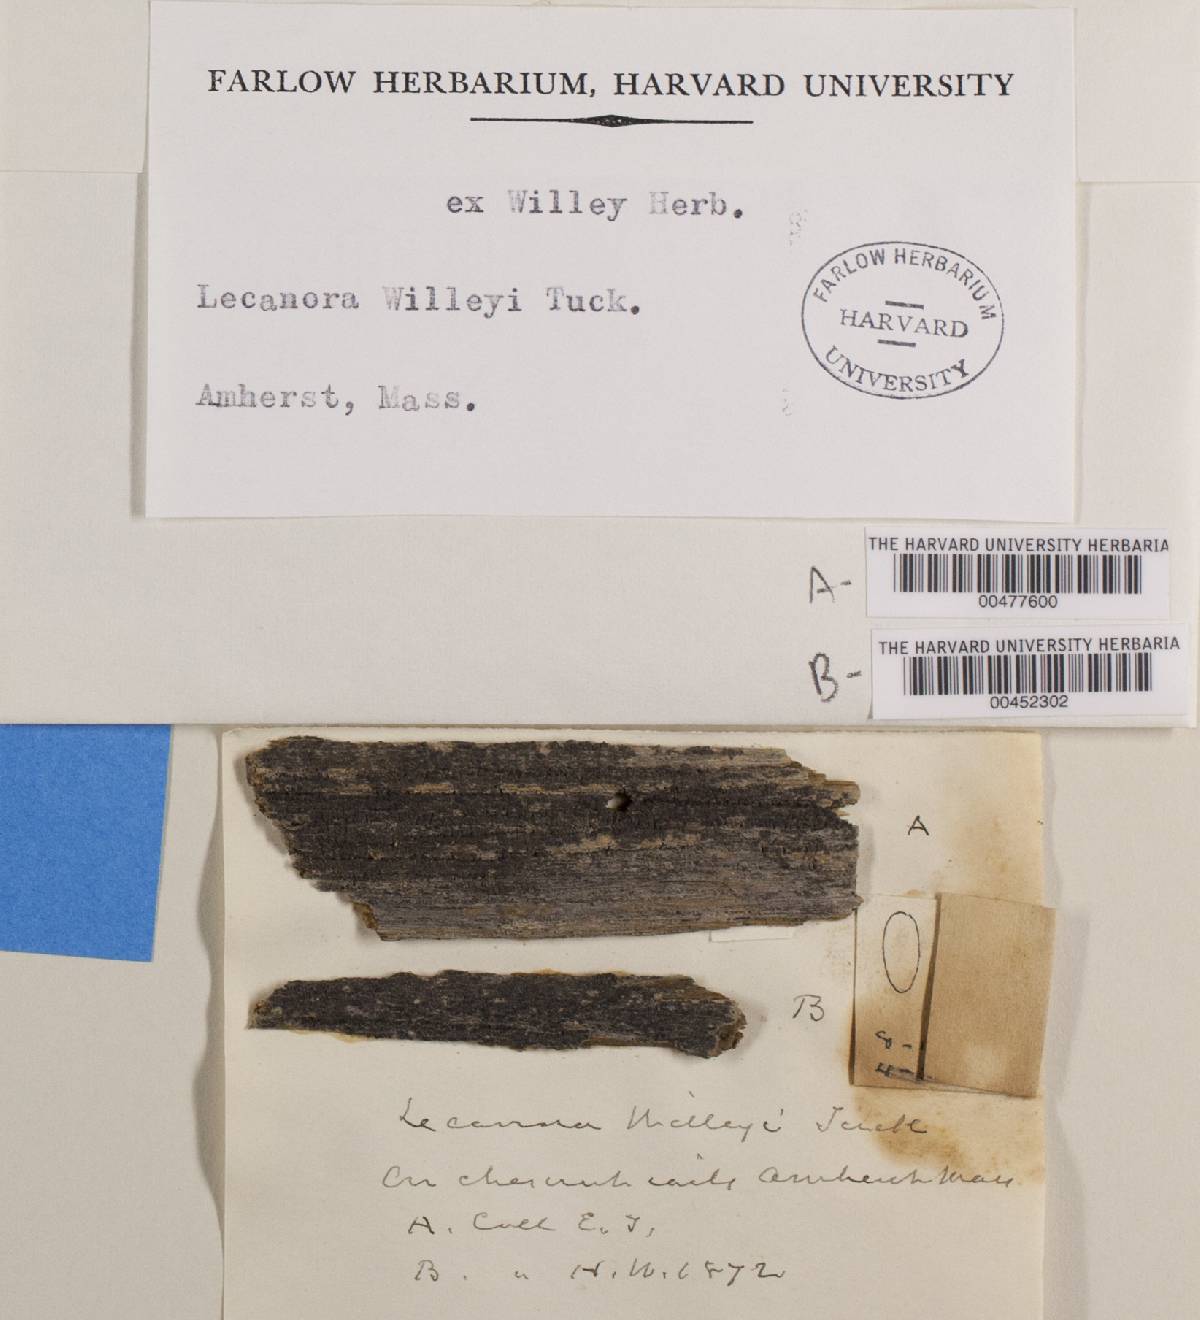 FARLOW HERBARIUM, HARVARD UNIVERSITY
ex Willey Herb.
Lecanora Willeyi Tuck.
Amherst, Mass.
FARLOW HERBARIUM
HARVARD
UNIVERSITY
A-
THE HARVARD UNIVERSITY HERBARIA
00477600
B-
THE HARVARD UNIVERSITY HERBARIA
00452302
A
B
Lecanora Willeyi Tuck
On chesnut rails Amherst Mass
A. Coll E. T.
B. " H. W. 1872